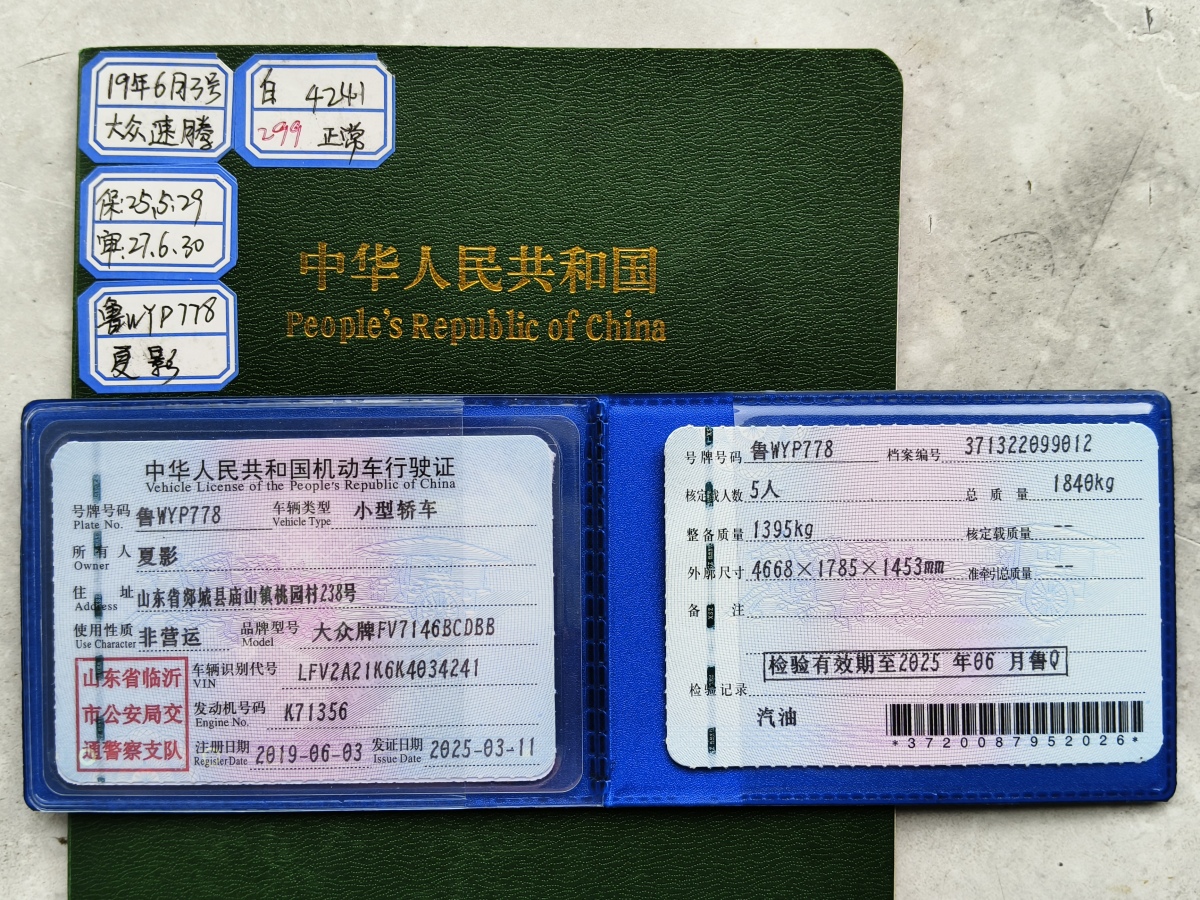 19年6月3号
大众速腾
自 4241
299 正常
保:25.5.29
审:27.6.30
鲁WYP778
夏影
中华人民共和国
People's Republic of China
中华人民共和国机动车行驶证
Vehicle License of the People's Republic of China
号牌号码 鲁WYP778 车辆类型 小型轿车
Plate No. Vehicle Type
所有人 夏影
Owner
住址 山东省郯城县庙山镇桃园村238号
Address
使用性质 非营运 品牌型号 大众牌FV7146BCDBB
Use Character Model
山东省临沂
市公安局交
通警察支队
车辆识别代号 LFV2A21K6K4034241
VIN
发动机号码 K71356
Engine No.
注册日期 2019-06-03 发证日期 2025-03-11
Register Date Issue Date
号牌号码 鲁WYP778 档案编号 371322099012
核定载人数 5人 总质量 1840kg
整备质量 1395kg 核定载质量 --
外廓尺寸 4668×1785×1453mm 准牵引总质量 --
备注
检验有效期至2025 年06 月鲁Q
检验记录
汽油
*3720087952026*